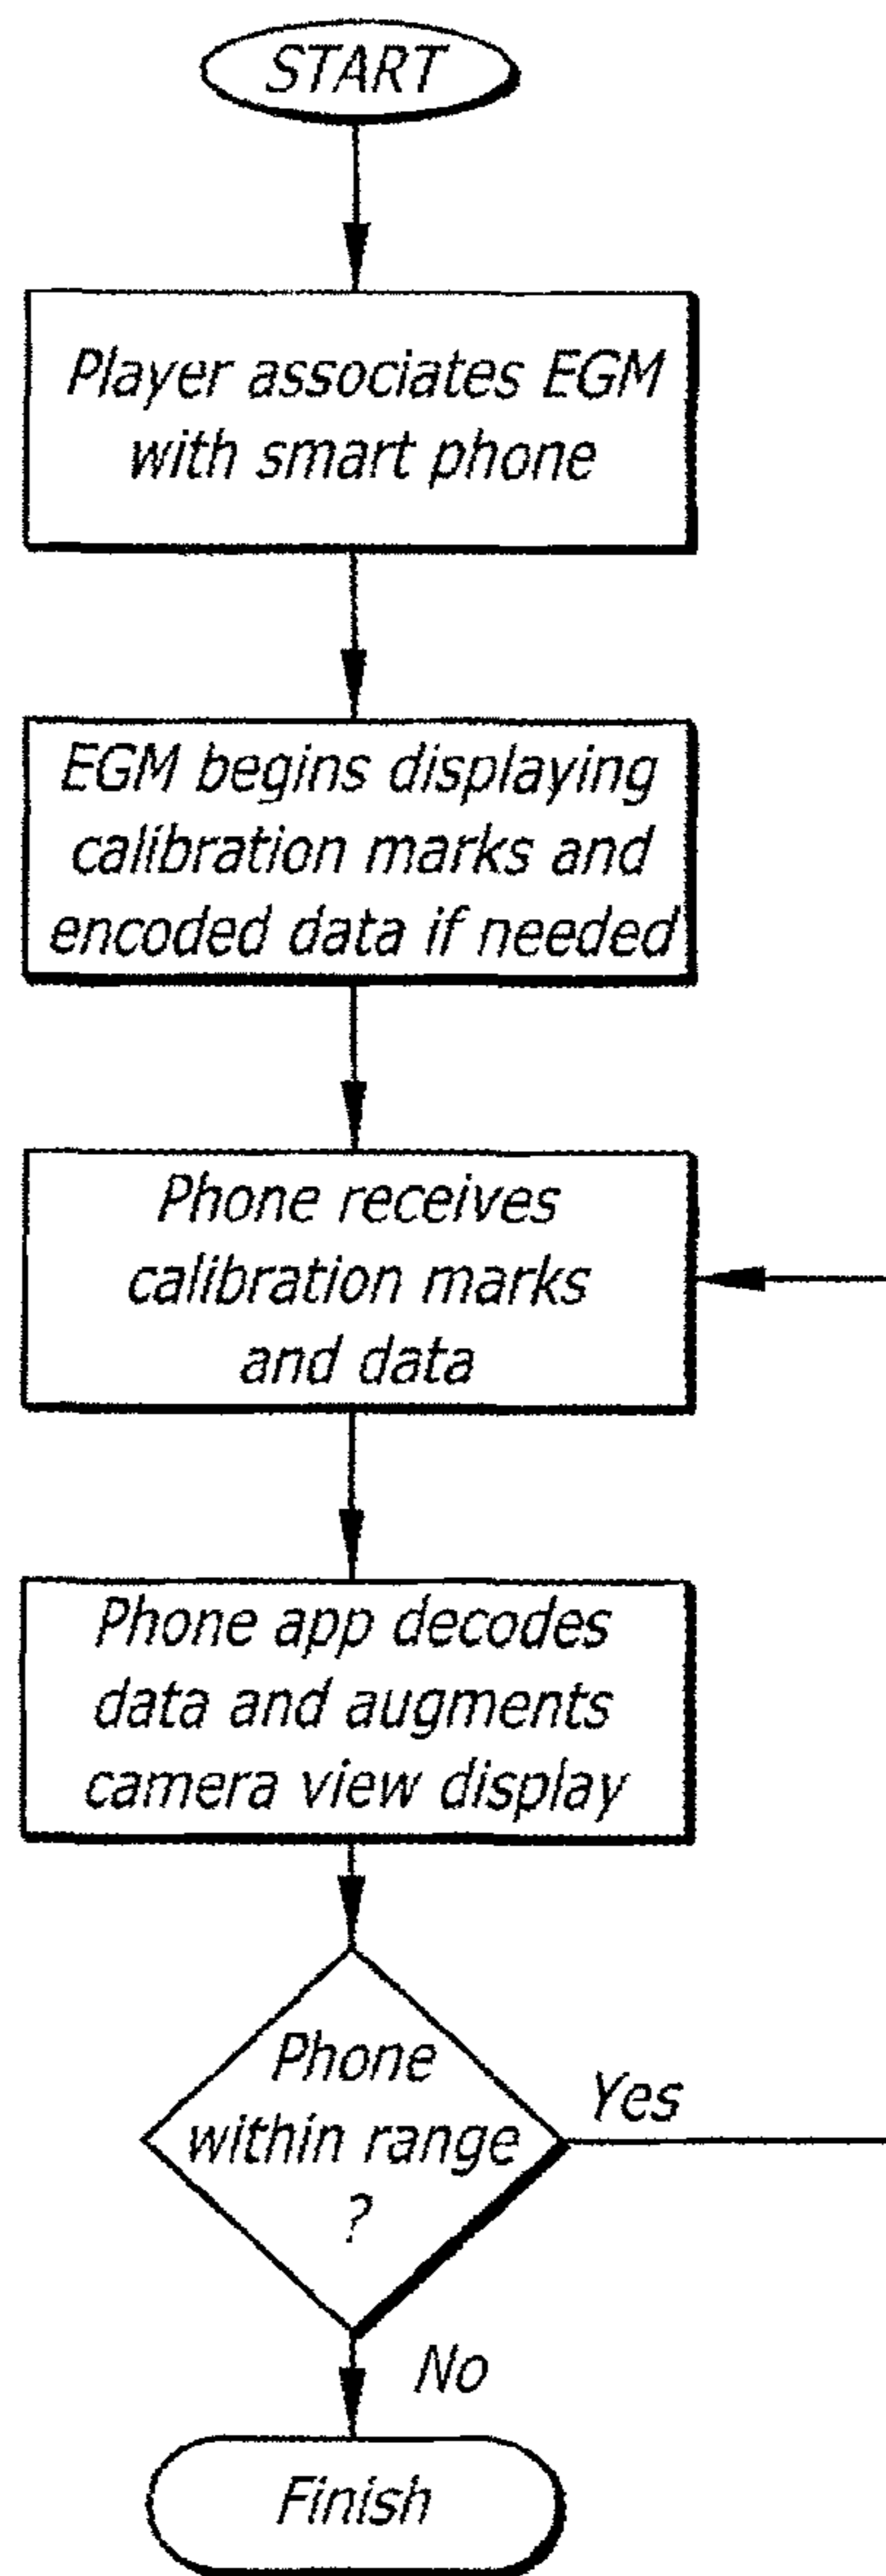 START
Player associates EGM
with smart phone
EGM begins displaying
calibration marks and
encoded data if needed
Phone receives
calibration marks
and data
Phone app decodes
data and augments
camera view display
Phone
within range
?
Yes
No
Finish